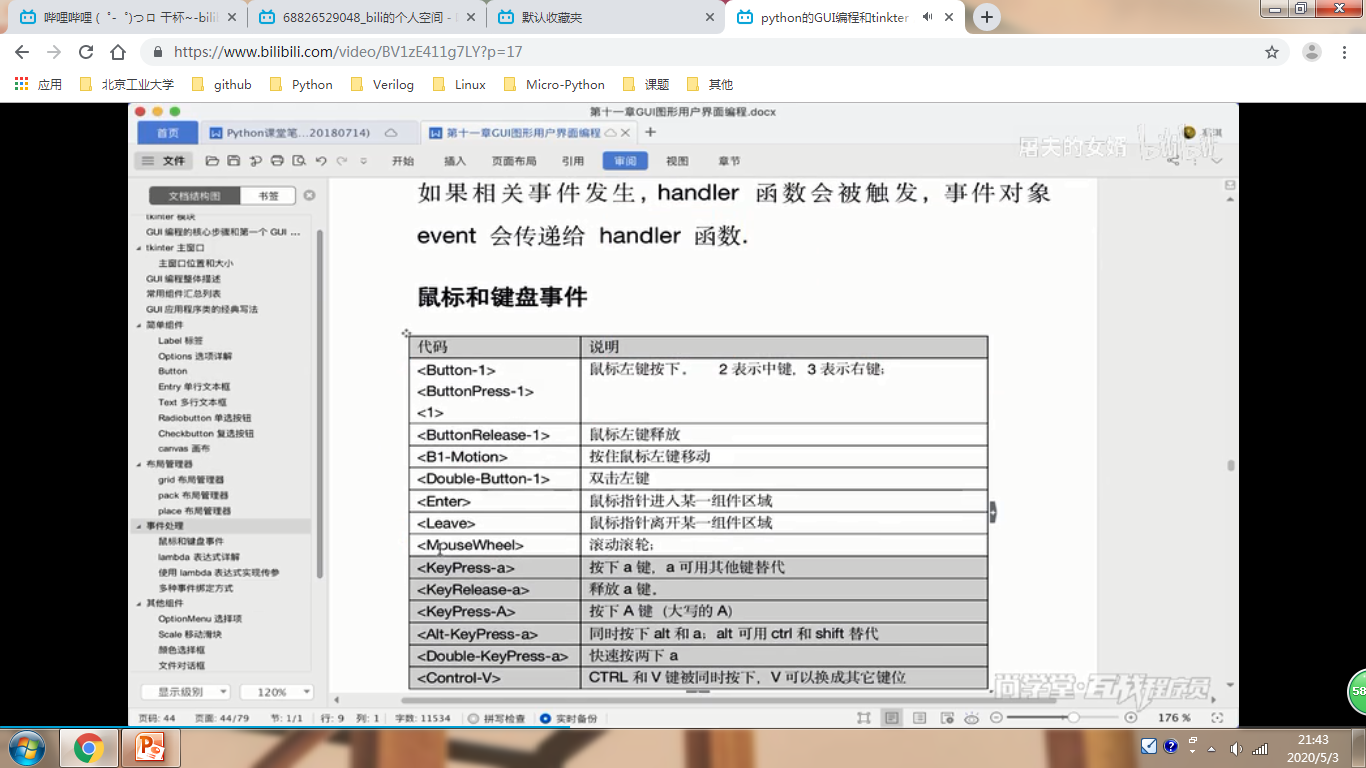 哔哩哔哩 (゜-゜)つロ 干杯~-bili
68826529048_bili的个人空间 -
默认收藏夹
python的GUI编程和tinkter
https://www.bilibili.com/video/BV1zE411g7LY?p=17
应用 北京工业大学 github Python Verilog Linux Micro-Python 课题 其他
第十一章GUI图形用户界面编程.docx
首页 Python课堂笔...20180714) 第十一章GUI图形用户界面编程
屠夫的女婿 bilibili
文件 开始 插入 页面布局 引用 审阅 视图 章节
文档结构图 书签
tkinter 模块
GUI 编程的核心步骤和第一个 GUI ...
tkinter 主窗口
主窗口位置和大小
GUI 编程整体描述
常用组件汇总列表
GUI 应用程序类的经典写法
简单组件
Label 标签
Options 选项详解
Button
Entry 单行文本框
Text 多行文本框
Radiobutton 单选按钮
Checkbutton 复选按钮
canvas 画布
布局管理器
grid 布局管理器
pack 布局管理器
place 布局管理器
事件处理
鼠标和键盘事件
lambda 表达式详解
使用 lambda 表达式实现传参
多种事件绑定方式
其他组件
OptionMenu 选择项
Scale 移动滑块
颜色选择框
文件对话框
显示级别 120%
如果相关事件发生, handler 函数会被触发, 事件对象
event 会传递给 handler 函数.
鼠标和键盘事件
代码 说明
<Button-1> 鼠标左键按下. 2 表示中键, 3 表示右键;
<ButtonPress-1>
<1>
<ButtonRelease-1> 鼠标左键释放
<B1-Motion> 按住鼠标左键移动
<Double-Button-1> 双击左键
<Enter> 鼠标指针进入某一组件区域
<Leave> 鼠标指针离开某一组件区域
<MouseWheel> 滚动滚轮;
<KeyPress-a> 按下 a 键, a 可用其他键替代
<KeyRelease-a> 释放 a 键.
<KeyPress-A> 按下 A 键 (大写的 A)
<Alt-KeyPress-a> 同时按下 alt 和 a; alt 可用 ctrl 和 shift 替代
<Double-KeyPress-a> 快速按两下 a
<Control-V> CTRL 和 V 键被同时按下, V 可以换成其它键位
尚学堂·百战程序员
页码: 44 页面: 44/79 节: 1/1 行: 9 列: 1 字数: 11534 拼写检查 实时备份 176 %
58
21:43
2020/5/3